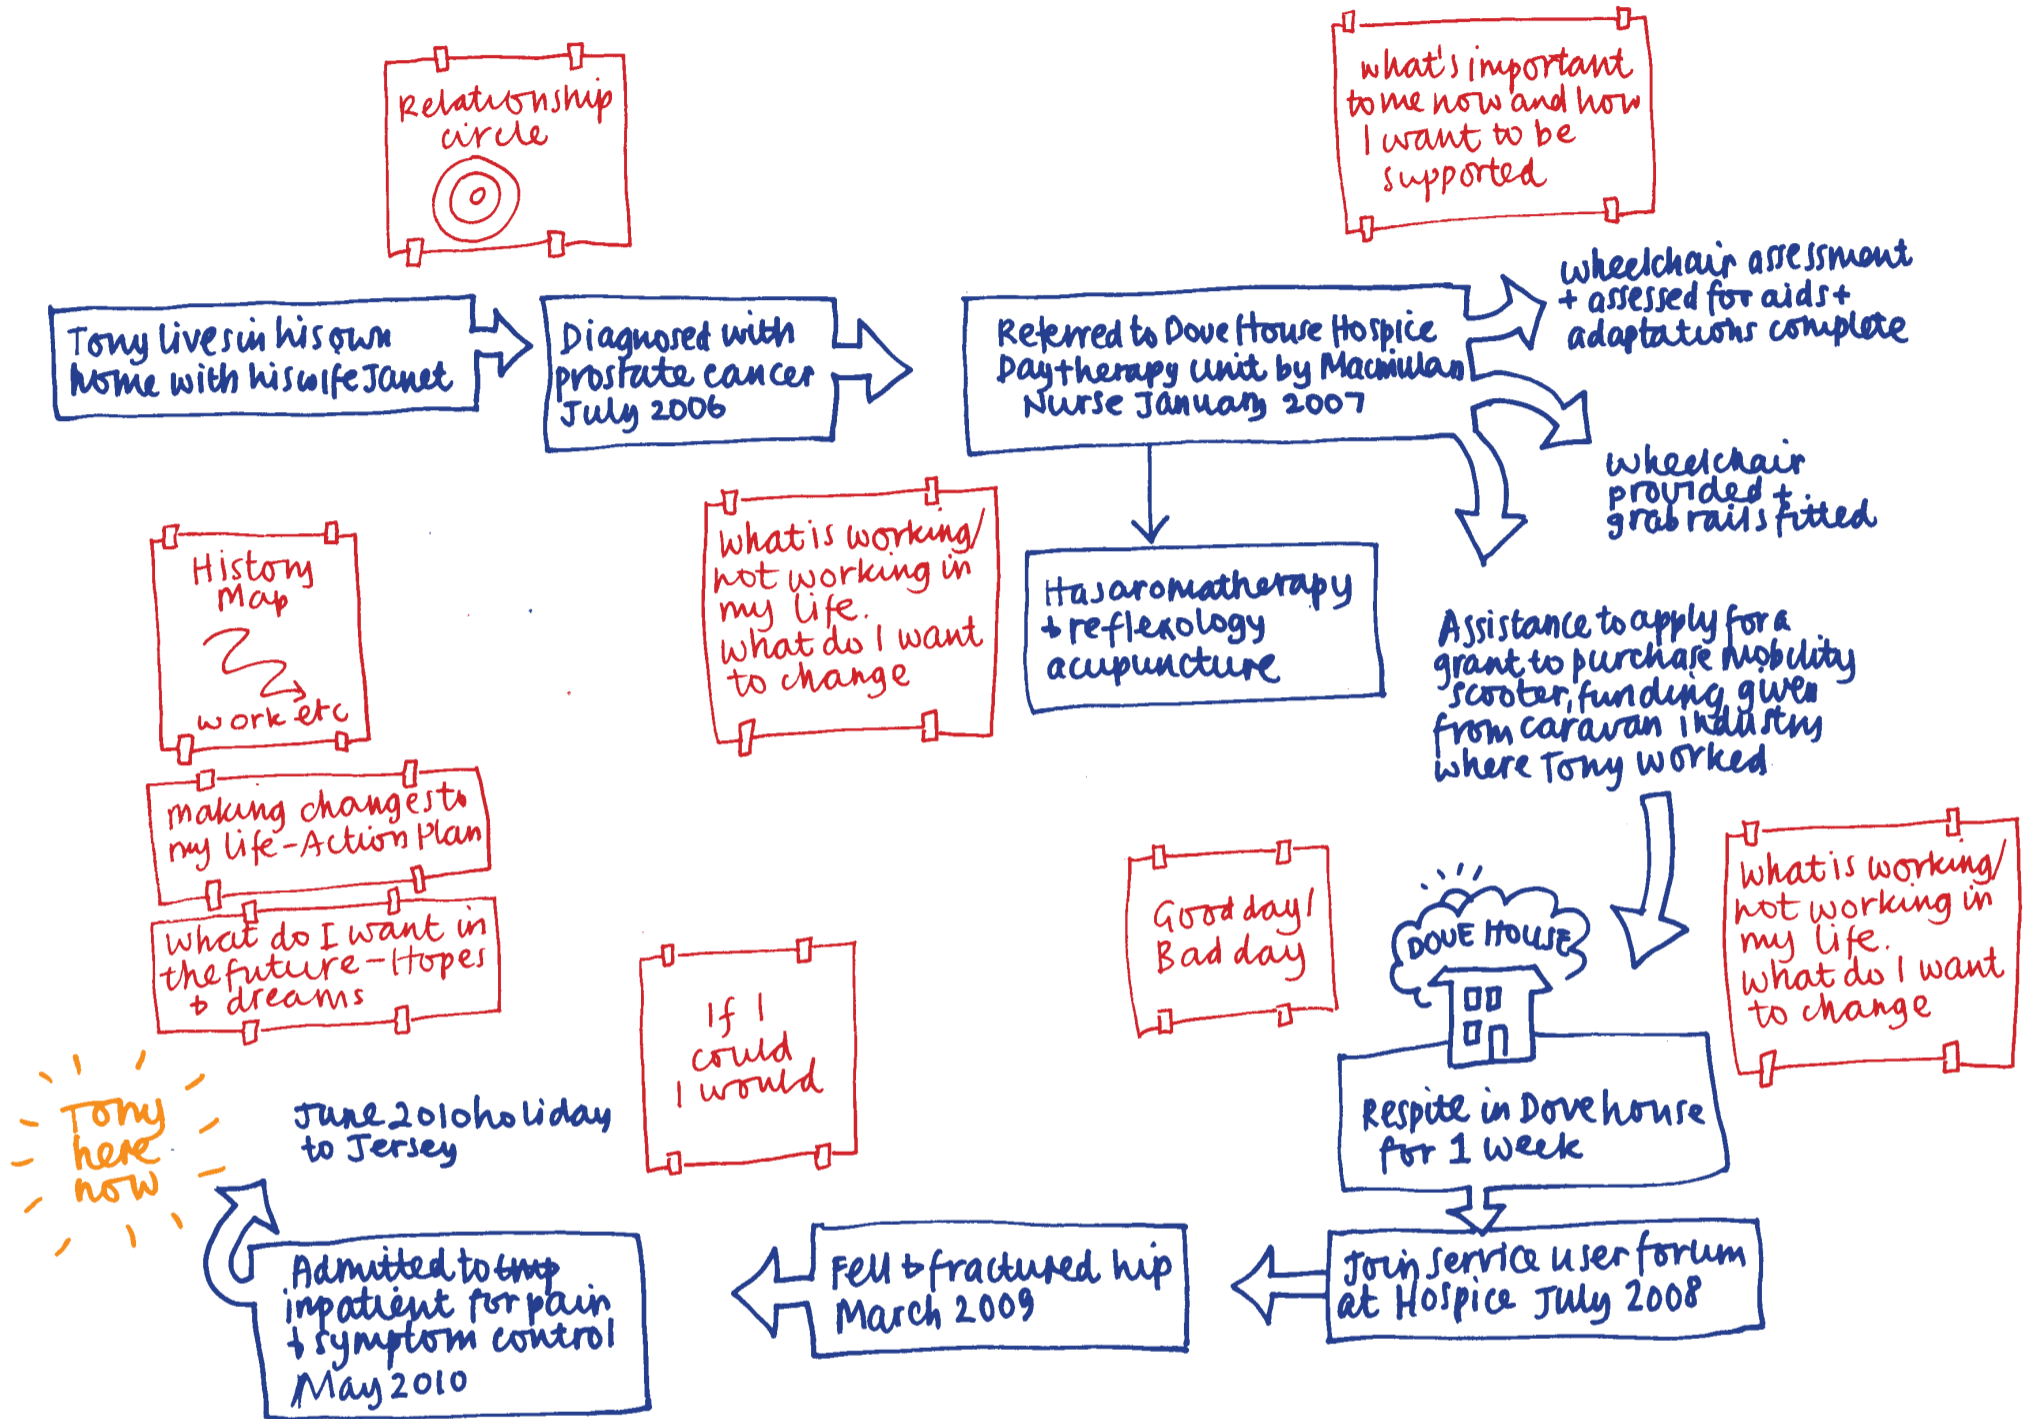 Relationship
circle
what's important
to me now and how
I want to be
supported
Tony lives in his own
home with his wife Janet
Diagnosed with
prostate cancer
July 2006
Referred to Dove House Hospice
Day therapy unit by Macmillan
Nurse January 2007
wheelchair assessment
+ assessed for aids +
adaptations complete
wheelchair
provided +
grab rails fitted
History
Map
work etc
what is working/
not working in
my life.
what do I want
to change
Has aromatherapy
+ reflexology
acupuncture
Assistance to apply for a
grant to purchase mobility
scooter, funding given
from caravan industry
where Tony worked
making changes to
my life - Action Plan
what do I want in
the future - Hopes
+ dreams
If I
could
I would
Good day/
Bad day
DOVE HOUSE
what is working/
not working in
my life.
what do I want
to change
Respite in Dove house
for 1 week
Join service user forum
at Hospice July 2008
Fell + fractured hip
March 2009
Admitted to
inpatient for pain
+ symptom control
May 2010
June 2010 holiday
to Jersey
Tony
here
now